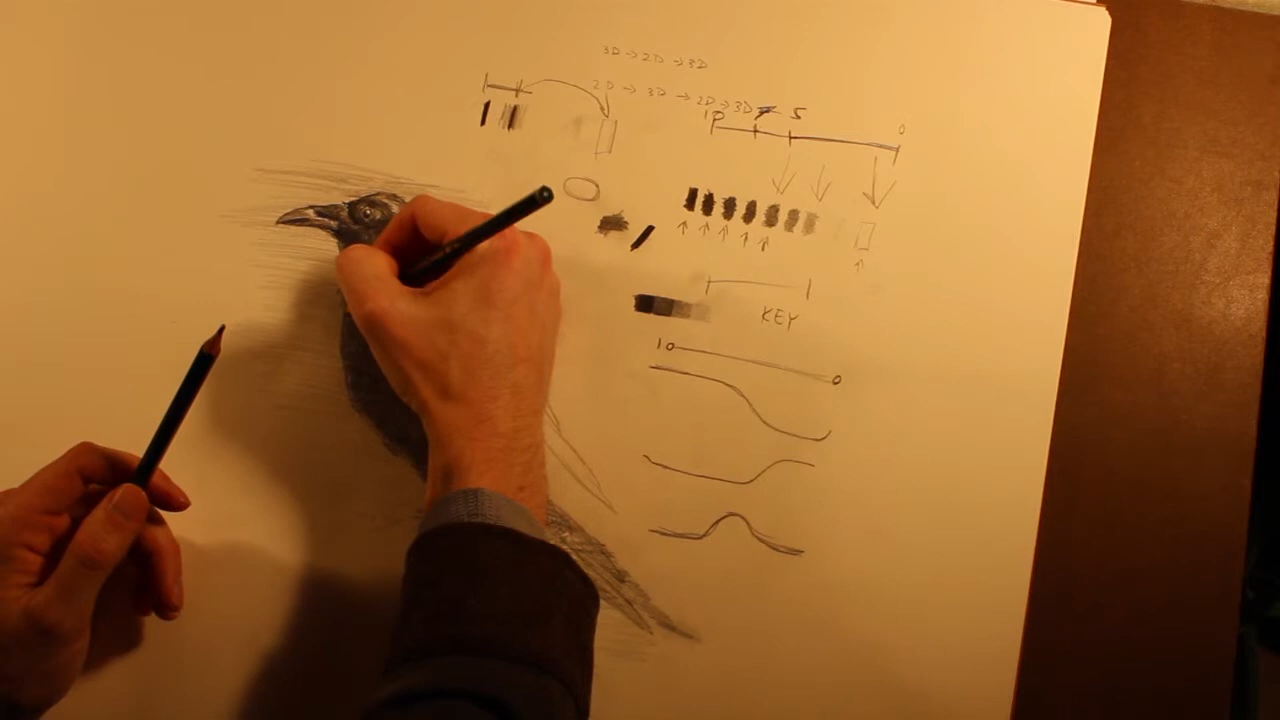 3D → 2D → 3D
2D → 3D → 2D → 3D
5
10
0
KEY
10
0